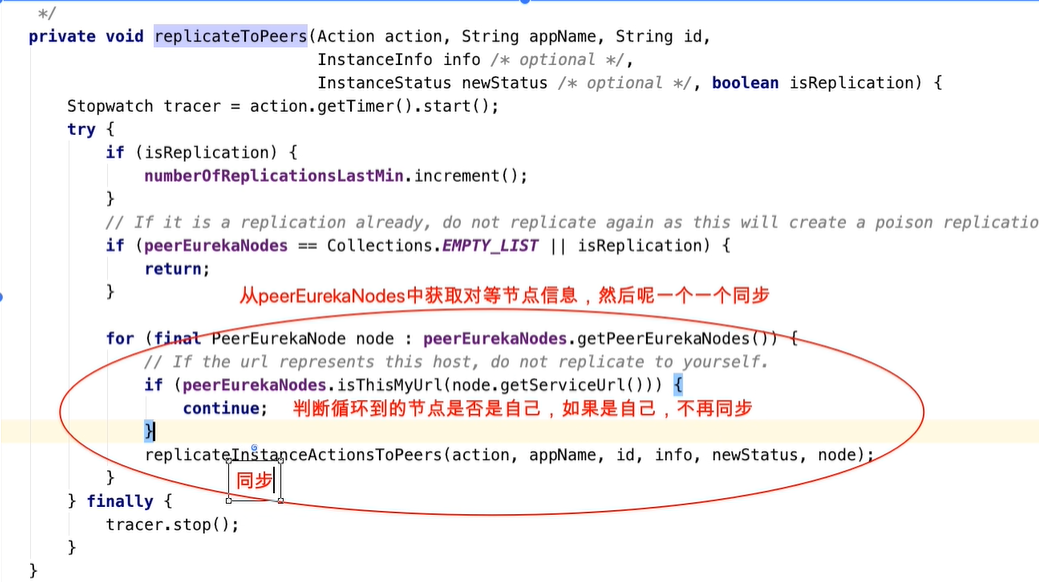 */
private void replicateToPeers(Action action, String appName, String id,
InstanceInfo info /* optional */,
InstanceStatus newStatus /* optional */, boolean isReplication) {
Stopwatch tracer = action.getTimer().start();
try {
if (isReplication) {
numberOfReplicationsLastMin.increment();
}
// If it is a replication already, do not replicate again as this will create a poison replicatio
if (peerEurekaNodes == Collections.EMPTY_LIST || isReplication) {
return;
}
从peerEurekaNodes中获取对等节点信息，然后呢一个一个同步
for (final PeerEurekaNode node : peerEurekaNodes.getPeerEurekaNodes()) {
// If the url represents this host, do not replicate to yourself.
if (peerEurekaNodes.isThisMyUrl(node.getServiceUrl())) {
continue; 判断循环到的节点是否是自己，如果是自己，不再同步
}
replicateInstanceActionsToPeers(action, appName, id, info, newStatus, node);
}
同步
} finally {
tracer.stop();
}
}